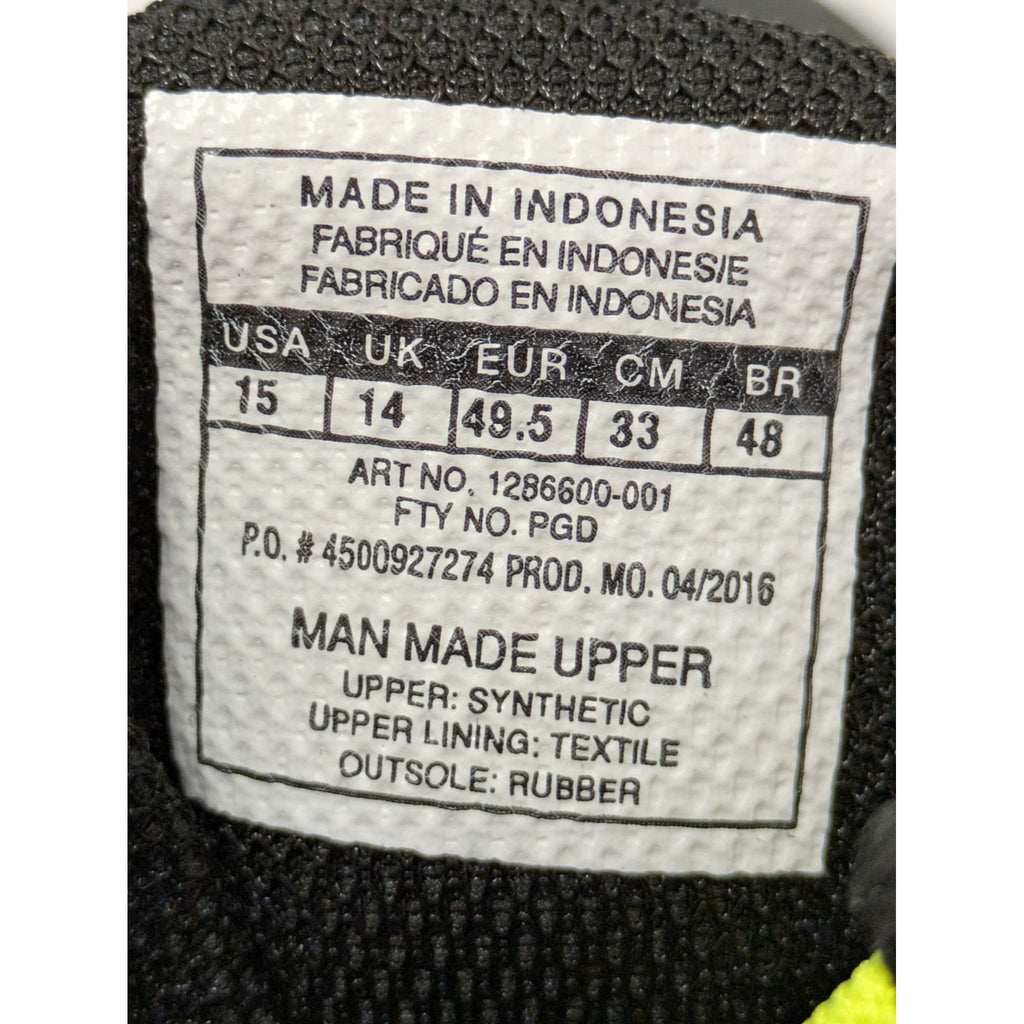 MADE IN INDONESIA
FABRIQUÉ EN INDONESIE
FABRICADO EN INDONESIA
USA UK EUR CM BR
15 14 49.5 33 48
ART NO. 1286600-001
FTY NO. PGD
P.O. # 4500927274 PROD. MO. 04/2016
MAN MADE UPPER
UPPER: SYNTHETIC
UPPER LINING: TEXTILE
OUTSOLE: RUBBER